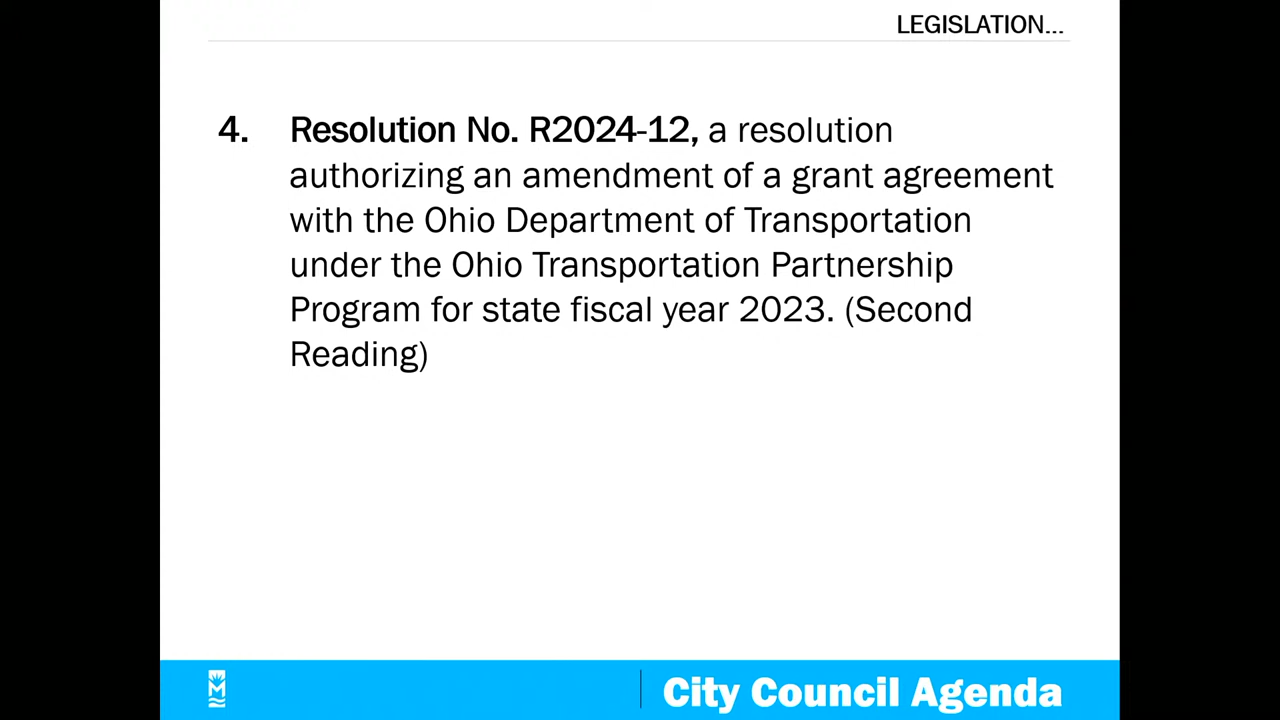 LEGISLATION...
4. Resolution No. R2024-12, a resolution
authorizing an amendment of a grant agreement
with the Ohio Department of Transportation
under the Ohio Transportation Partnership
Program for state fiscal year 2023. (Second
Reading)
M
City Council Agenda